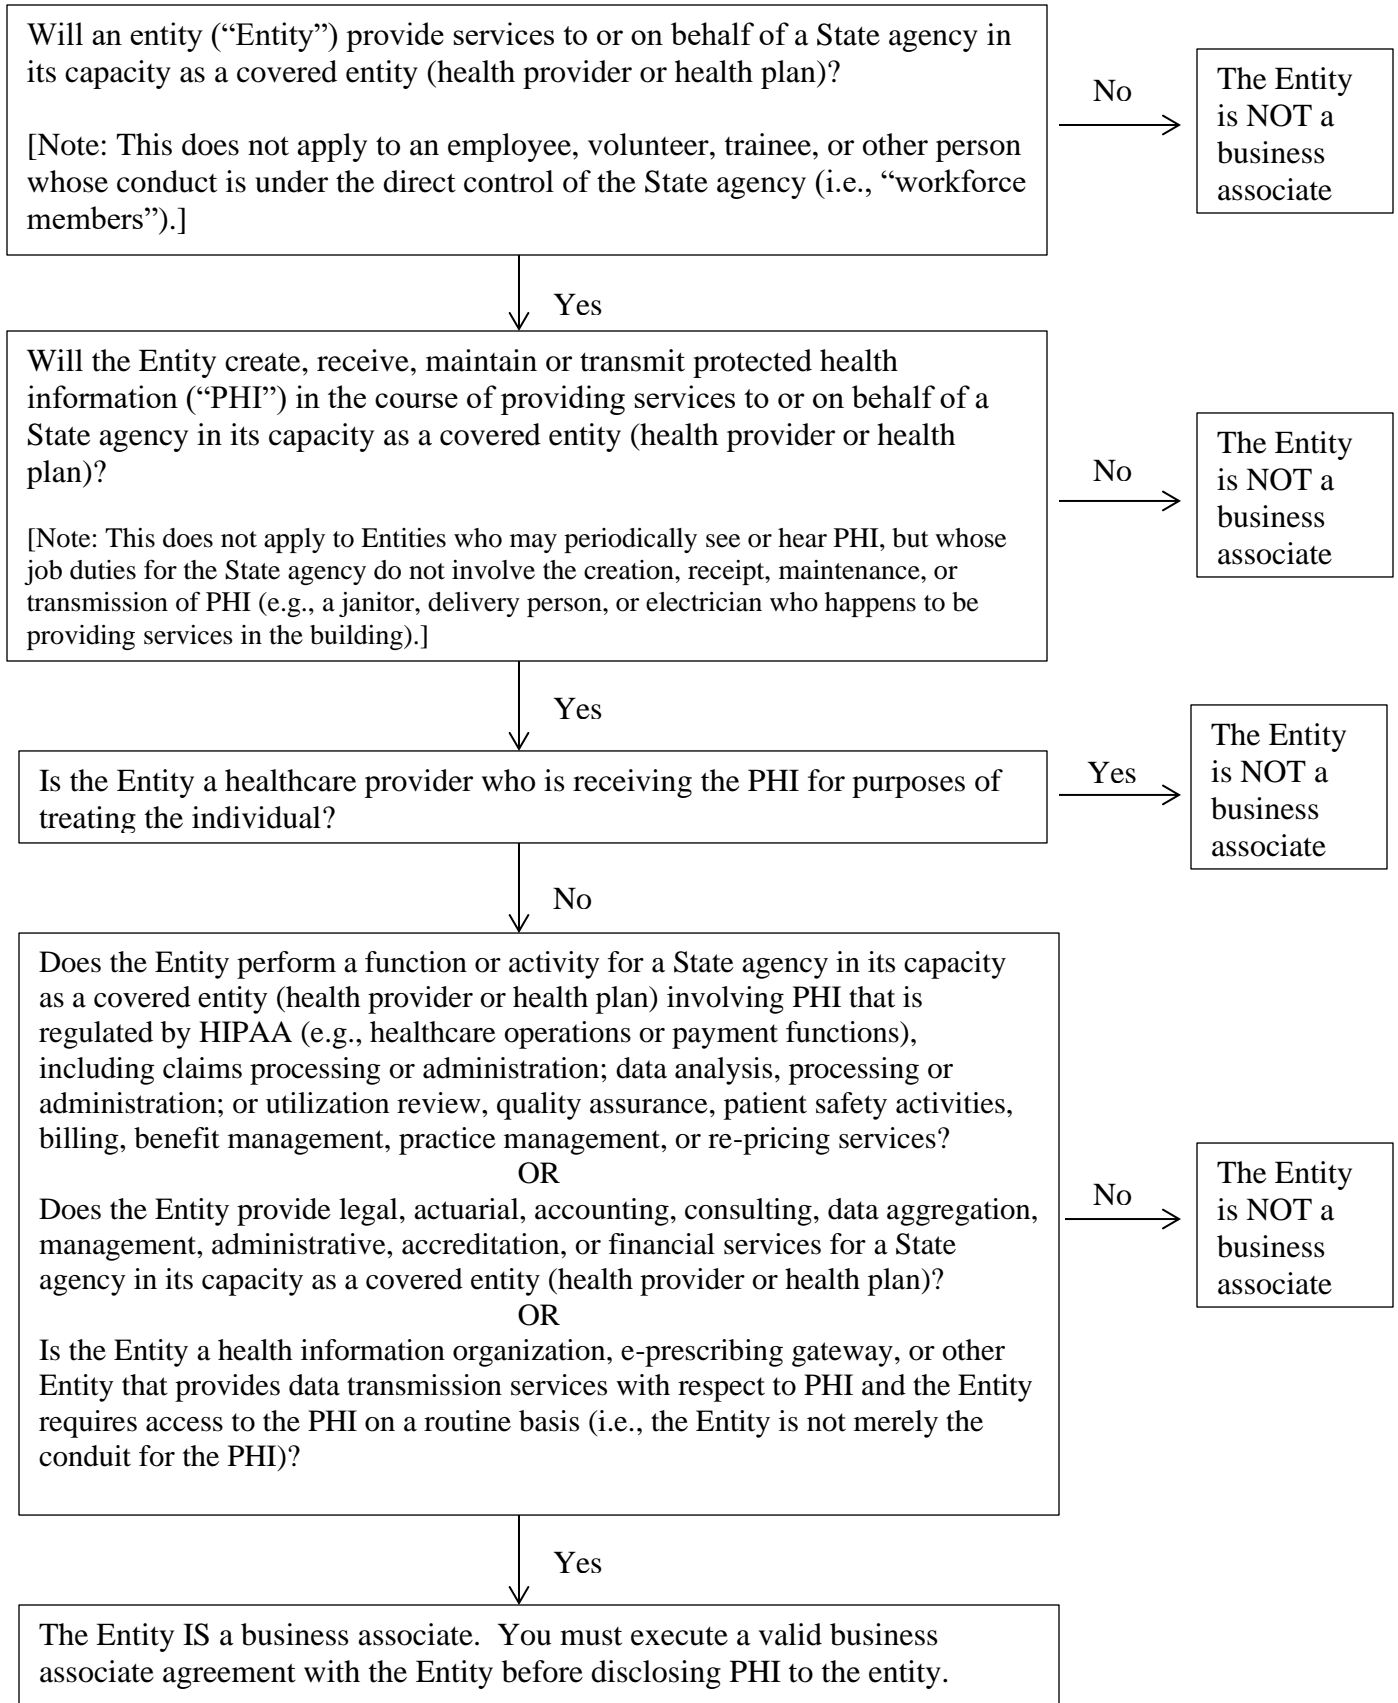 Will an entity (“Entity”) provide services to or on behalf of a State agency in
its capacity as a covered entity (health provider or health plan)?
[Note: This does not apply to an employee, volunteer, trainee, or other person
whose conduct is under the direct control of the State agency (i.e., “workforce
members”).]
No
The Entity
is NOT a
business
associate
Yes
Will the Entity create, receive, maintain or transmit protected health
information (“PHI”) in the course of providing services to or on behalf of a
State agency in its capacity as a covered entity (health provider or health
plan)?
[Note: This does not apply to Entities who may periodically see or hear PHI, but whose
job duties for the State agency do not involve the creation, receipt, maintenance, or
transmission of PHI (e.g., a janitor, delivery person, or electrician who happens to be
providing services in the building).]
No
The Entity
is NOT a
business
associate
Yes
Is the Entity a healthcare provider who is receiving the PHI for purposes of
treating the individual?
Yes
The Entity
is NOT a
business
associate
No
Does the Entity perform a function or activity for a State agency in its capacity
as a covered entity (health provider or health plan) involving PHI that is
regulated by HIPAA (e.g., healthcare operations or payment functions),
including claims processing or administration; data analysis, processing or
administration; or utilization review, quality assurance, patient safety activities,
billing, benefit management, practice management, or re-pricing services?
OR
Does the Entity provide legal, actuarial, accounting, consulting, data aggregation,
management, administrative, accreditation, or financial services for a State
agency in its capacity as a covered entity (health provider or health plan)?
OR
Is the Entity a health information organization, e-prescribing gateway, or other
Entity that provides data transmission services with respect to PHI and the Entity
requires access to the PHI on a routine basis (i.e., the Entity is not merely the
conduit for the PHI)?
No
The Entity
is NOT a
business
associate
Yes
The Entity IS a business associate.  You must execute a valid business
associate agreement with the Entity before disclosing PHI to the entity.